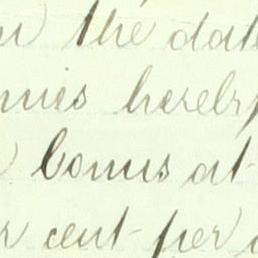 the date
hereby
Bonus at
cent per